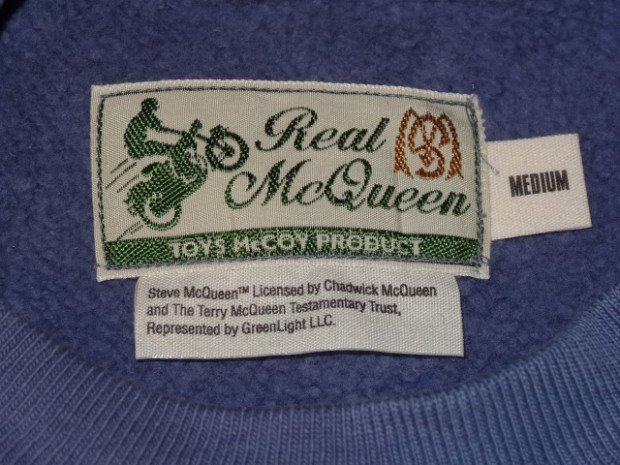 Real
McQueen
MEDIUM
TOYS McCOY PRODUCT
Steve McQueen™ Licensed by Chadwick McQueen
and The Terry McQueen Testamentary Trust,
Represented by GreenLight LLC.